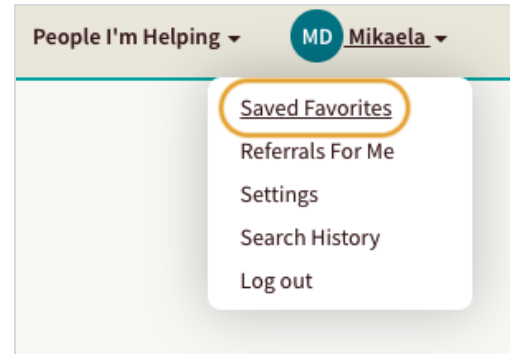 People I'm Helping MD Mikaela
Saved Favorites
Referrals For Me
Settings
Search History
Log out